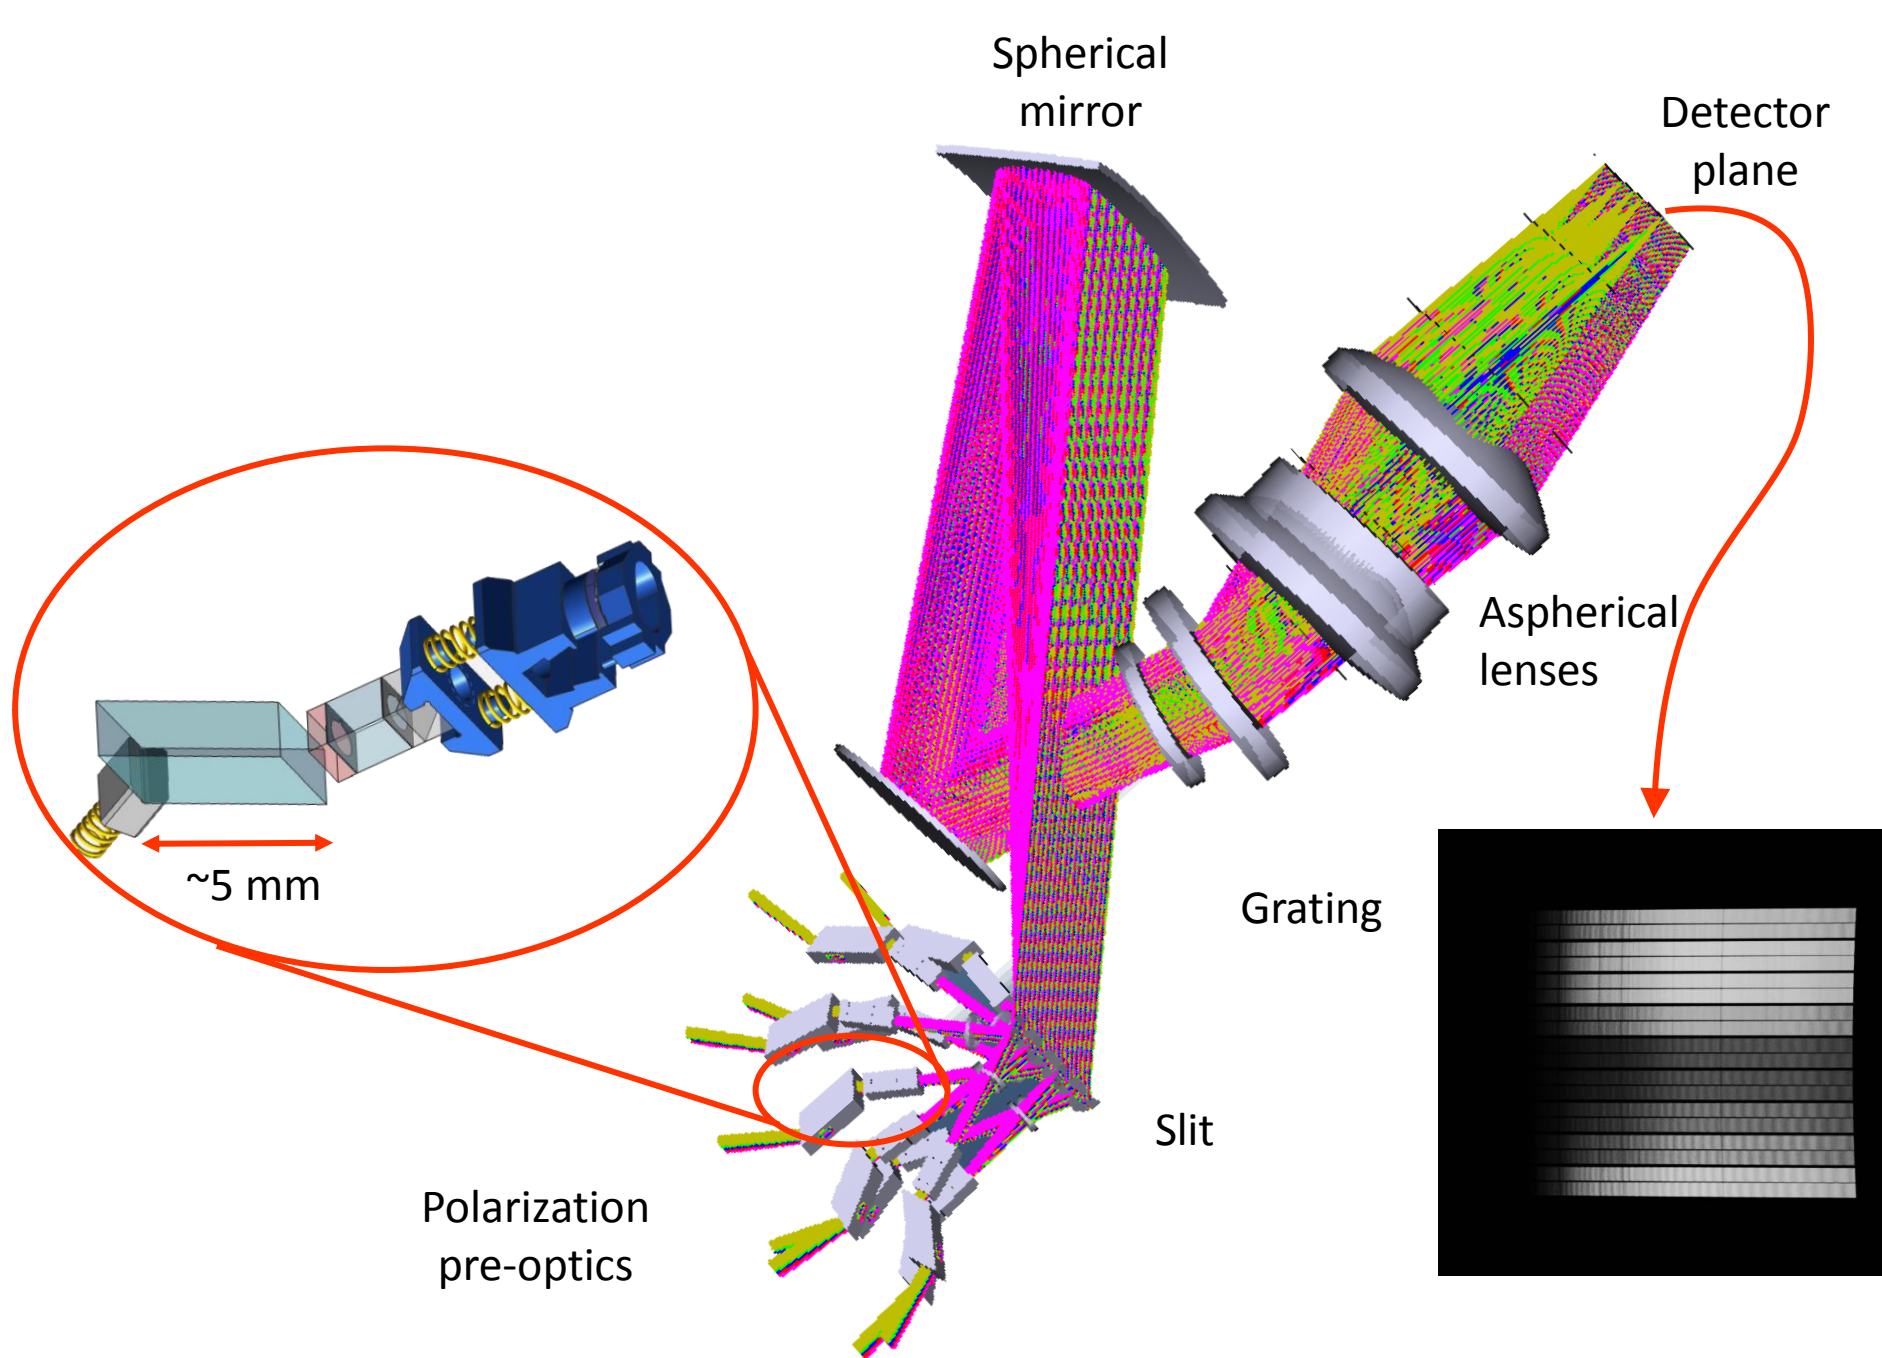 Spherical
mirror
Detector
plane
Aspherical
lenses
~5 mm
Grating
Slit
Polarization
pre-optics